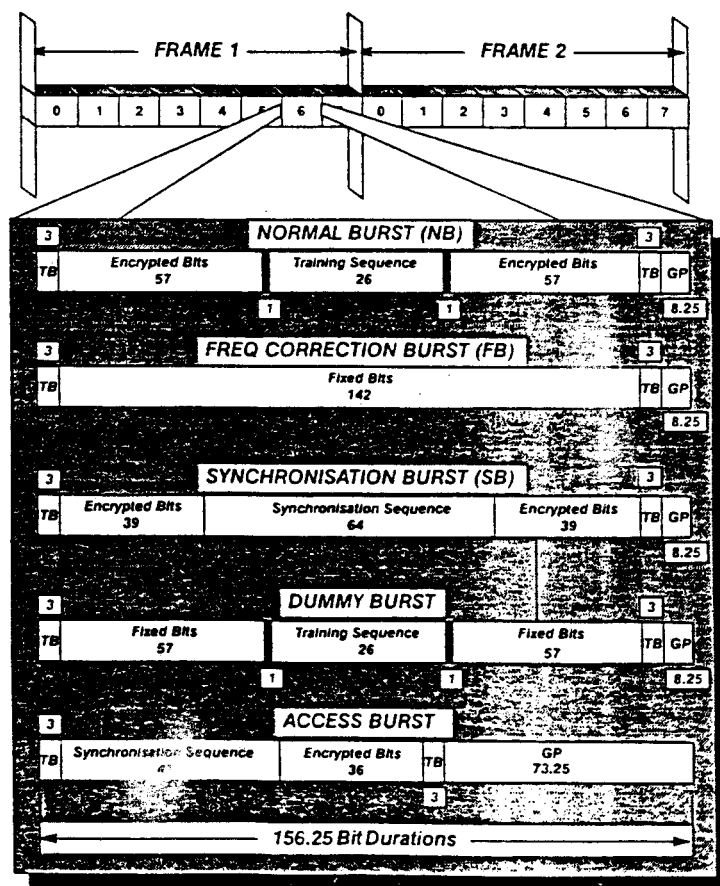 FRAME 1 FRAME 2
0 1 2 3 4 5 6 0 1 2 3 4 5 6 7
NORMAL BURST (NB)
3 3
TB Encrypted Bits 57 Training Sequence 26 Encrypted Bits 57 TB GP
1 1 8.25
FREQ CORRECTION BURST (FB)
3 3
TB Fixed Bits 142 TB GP
8.25
SYNCHRONISATION BURST (SB)
3 3
TB Encrypted Bits 39 Synchronisation Sequence 64 Encrypted Bits 39 TB GP
8.25
DUMMY BURST
3 3
TB Fixed Bits 57 Training Sequence 26 Fixed Bits 57 TB GP
1 1 8.25
ACCESS BURST
3
TB Synchronisation Sequence Encrypted Bits 36 TB GP 73.25
3
156.25 Bit Durations